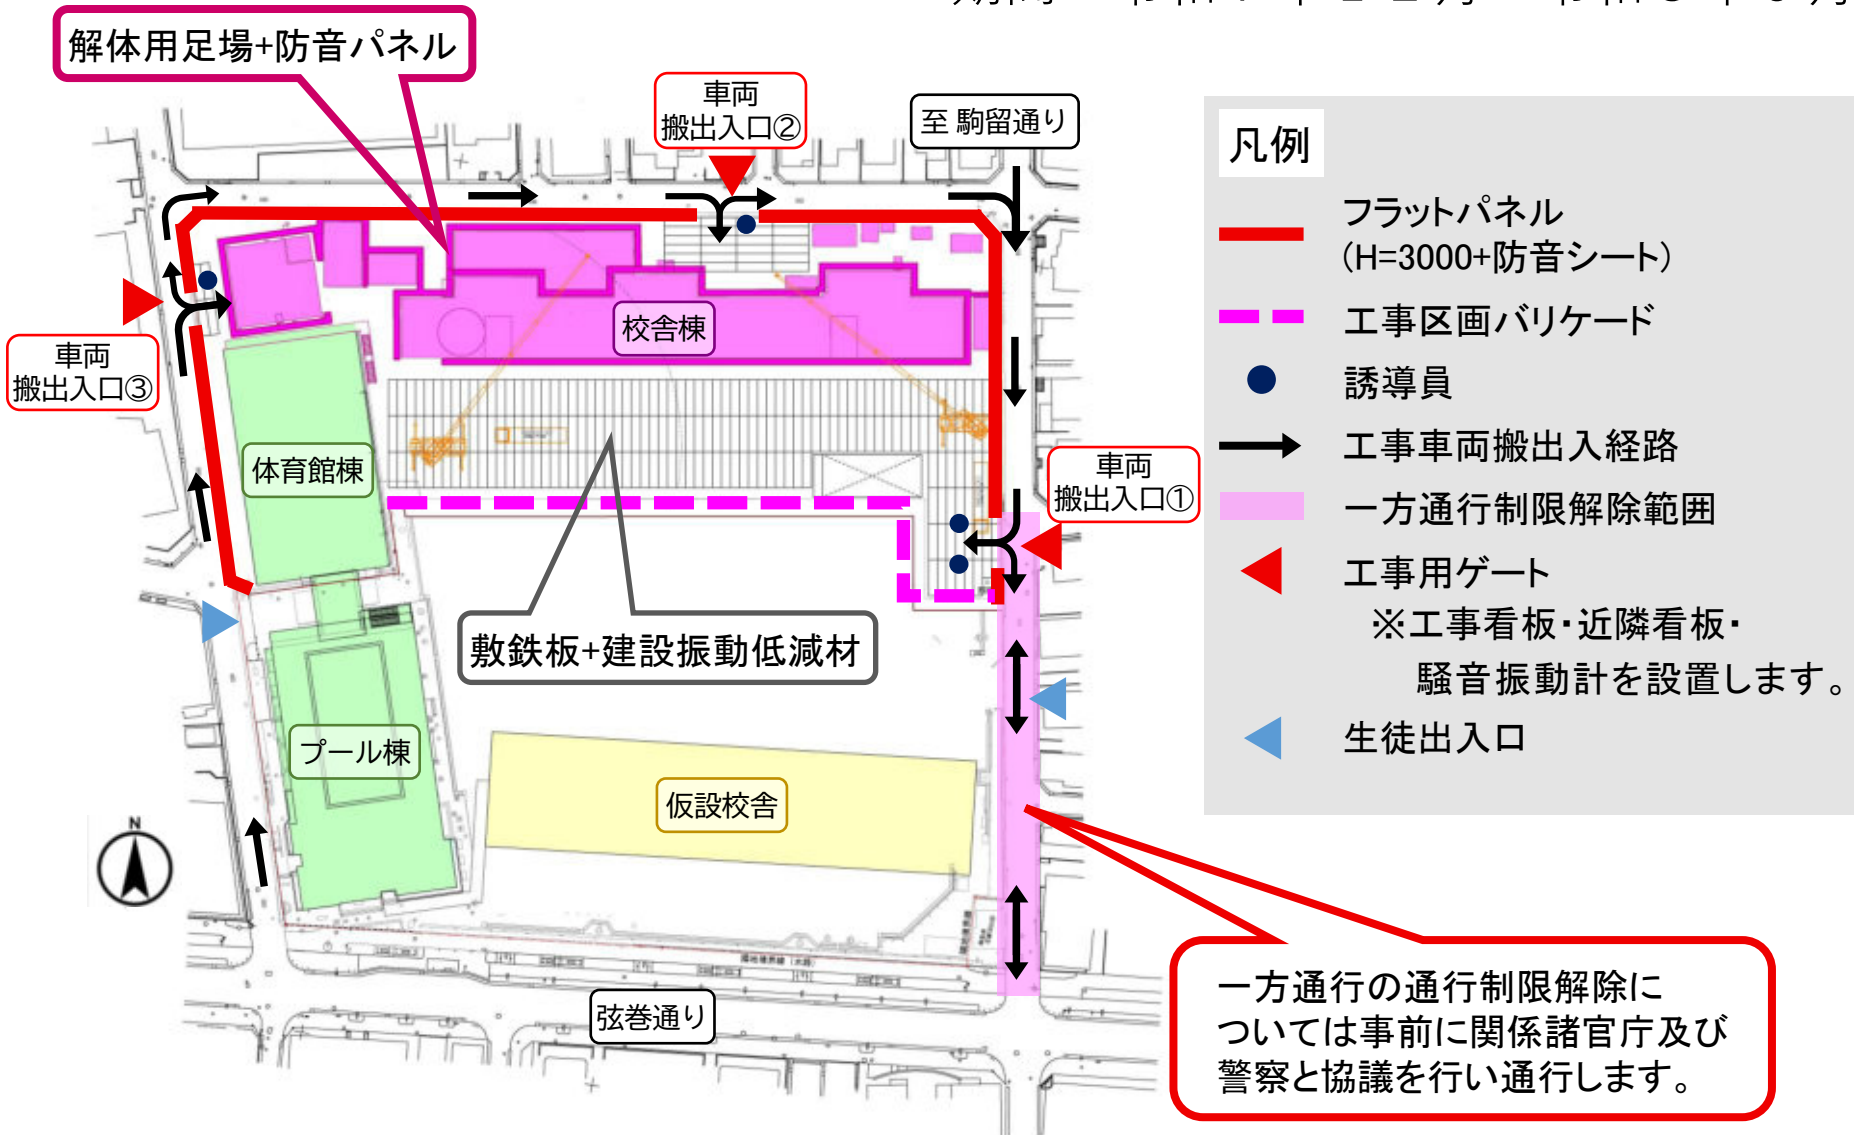 解体用足場+防音パネル
車両
搬出入口②
至 駒留通り
車両
搬出入口③
校舎棟
体育館棟
車両
搬出入口①
敷鉄板+建設振動低減材
プール棟
仮設校舎
N
弦巻通り
凡例
フラットパネル
(H=3000+防音シート)
工事区画バリケード
誘導員
工事車両搬出入経路
一方通行制限解除範囲
工事用ゲート
※工事看板・近隣看板・
騒音振動計を設置します。
生徒出入口
一方通行の通行制限解除に
ついては事前に関係諸官庁及び
警察と協議を行い通行します。